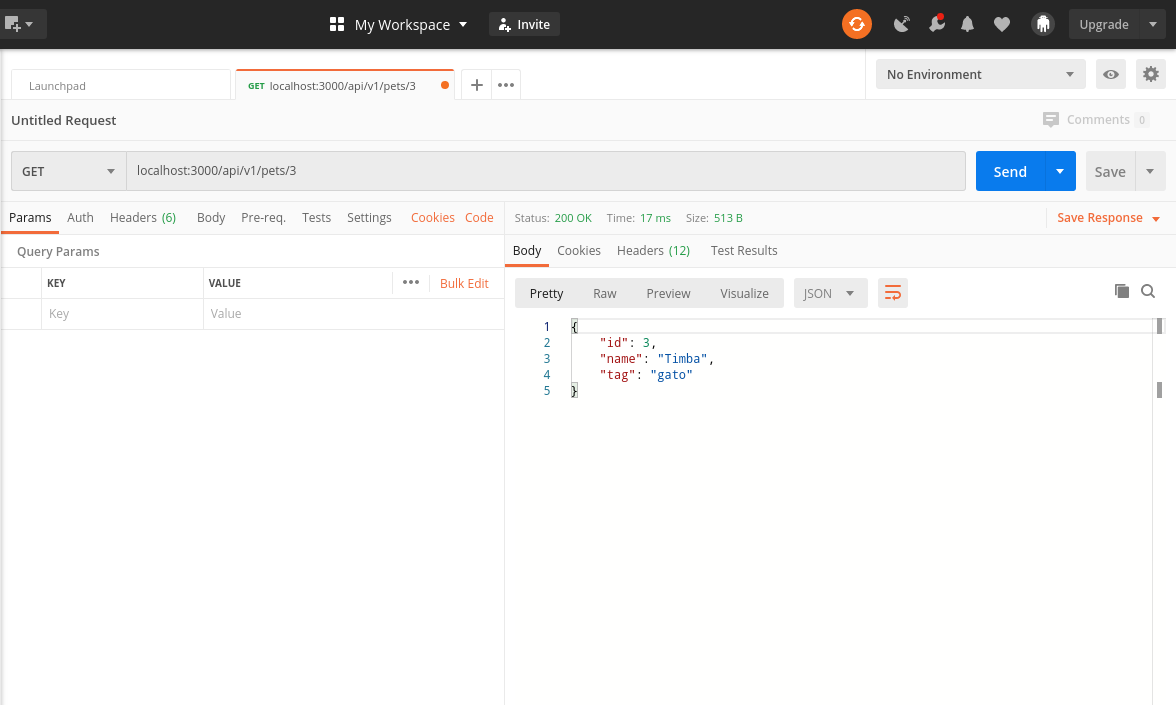 My Workspace Invite Upgrade
Launchpad GET localhost:3000/api/v1/pets/3 No Environment
Untitled Request Comments 0
GET localhost:3000/api/v1/pets/3 Send Save
Params Auth Headers (6) Body Pre-req. Tests Settings Cookies Code
Status: 200 OK Time: 17 ms Size: 513 B Save Response
Query Params
KEY VALUE Bulk Edit
Key Value
Body Cookies Headers (12) Test Results
Pretty Raw Preview Visualize JSON
1 {
2 "id": 3,
3 "name": "Timba",
4 "tag": "gato"
5 }